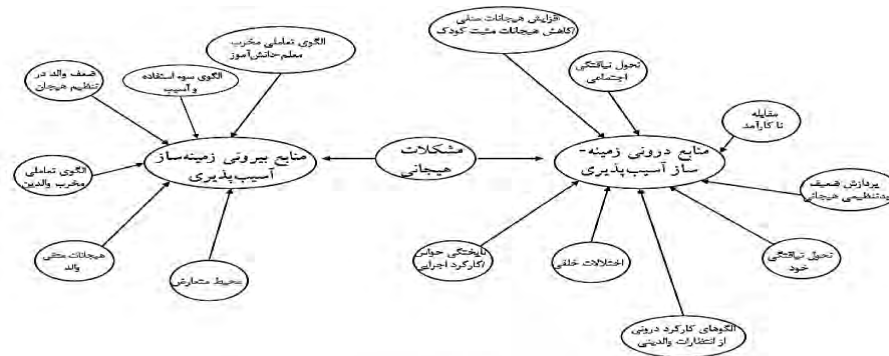 افزایش هیجانات منفی
/کاهش هیجانات مثبت کودک
تحول نیافتگی
اجتماعی
مقابله
نا کارآمد
پردازش ضعیف
خودتنظیمی هیجانی
تحول نیافتگی
خود
الگوهای کارکرد درونی
از انتظارات والدینی
اختلالات خلقی
ناپختگی حواس
/کارکرد اجرایی
منابع درونی زمینه-
ساز آسیب‌پذیری
مشکلات
هیجانی
منابع بیرونی زمینه‌ساز
آسیب‌پذیری
الگوی تعاملی مخرب
معلم-دانش‌آموز
الگوی سوء استفاده
و آسیب
ضعف والد در
تنظیم هیجان
الگوی تعاملی
مخرب والدین
هیجانات منفی
والد
محیط متعارض